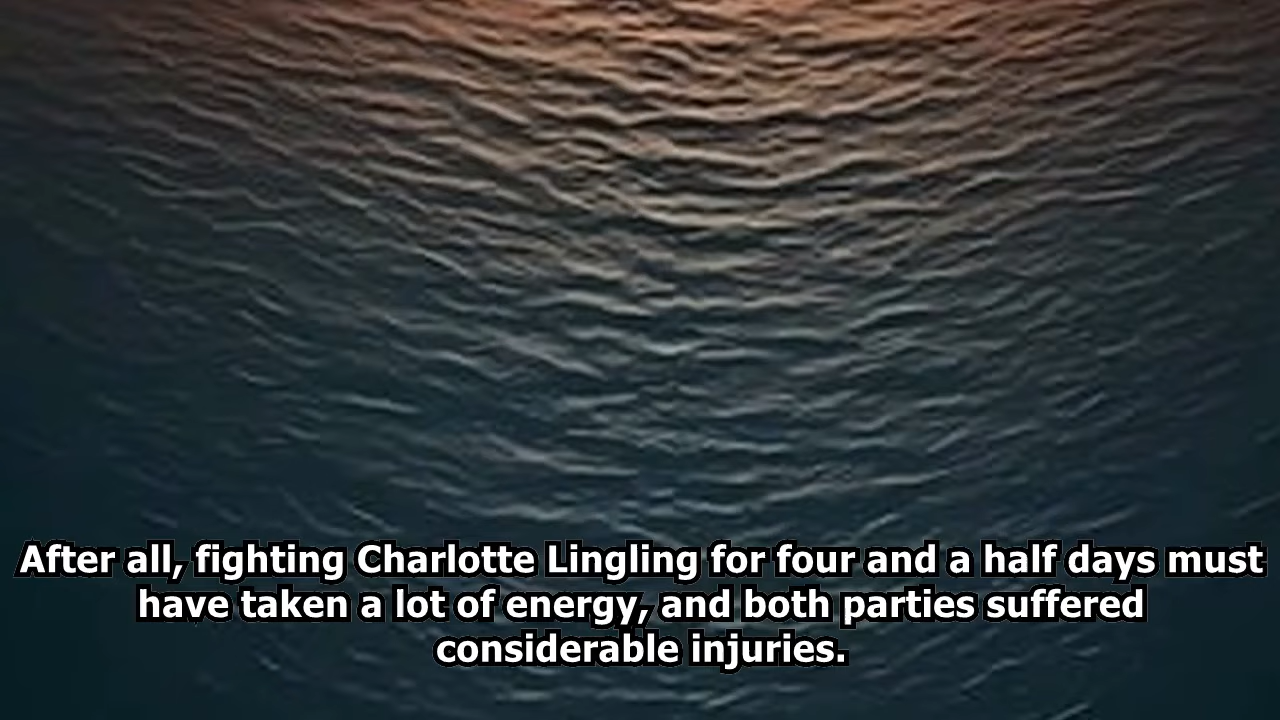 After all, fighting Charlotte Lingling for four and a half days must
have taken a lot of energy, and both parties suffered
considerable injuries.